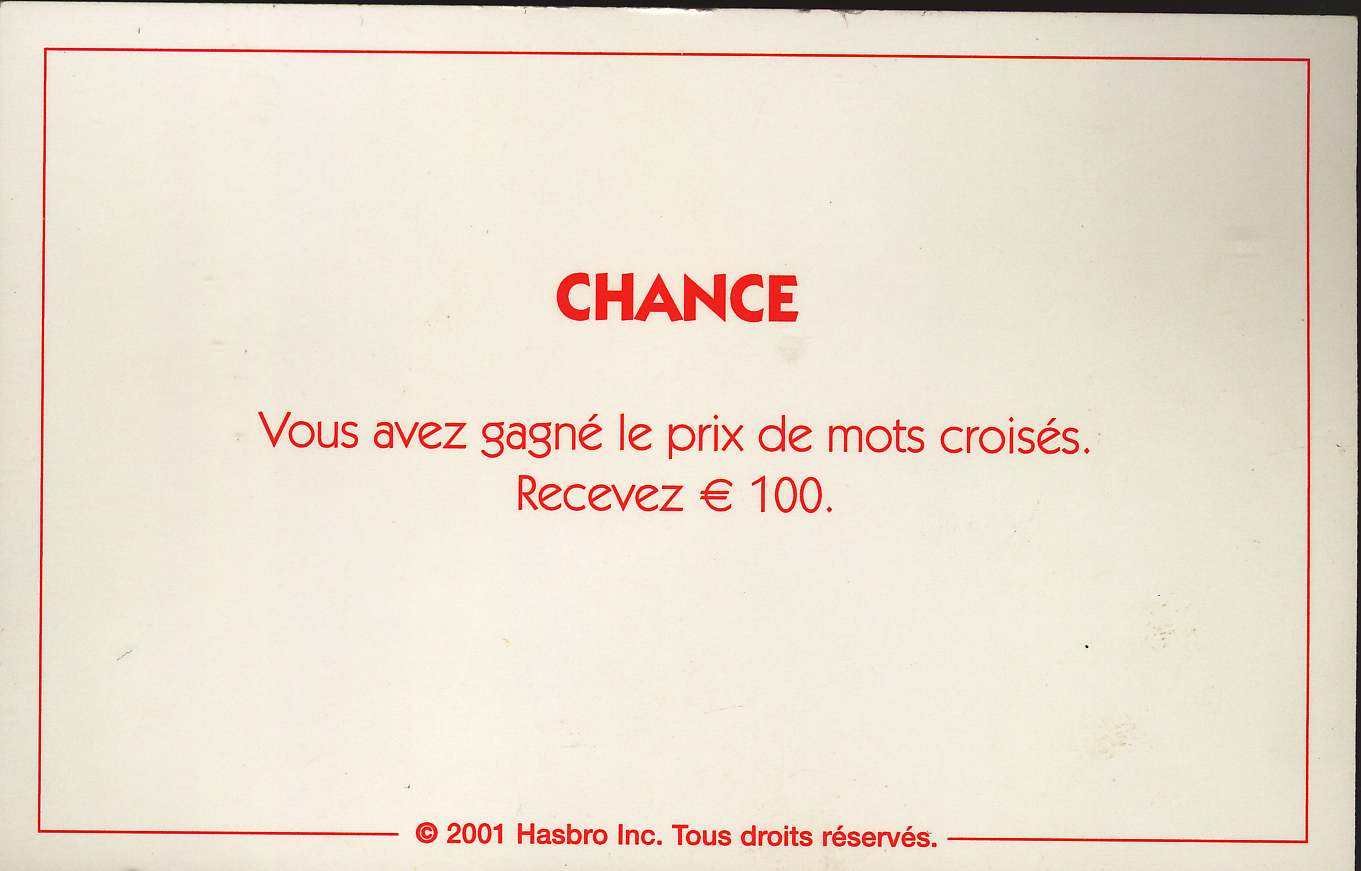 CHANCE
Vous avez gagné le prix de mots croisés.
Recevez € 100.
© 2001 Hasbro Inc. Tous droits réservés.